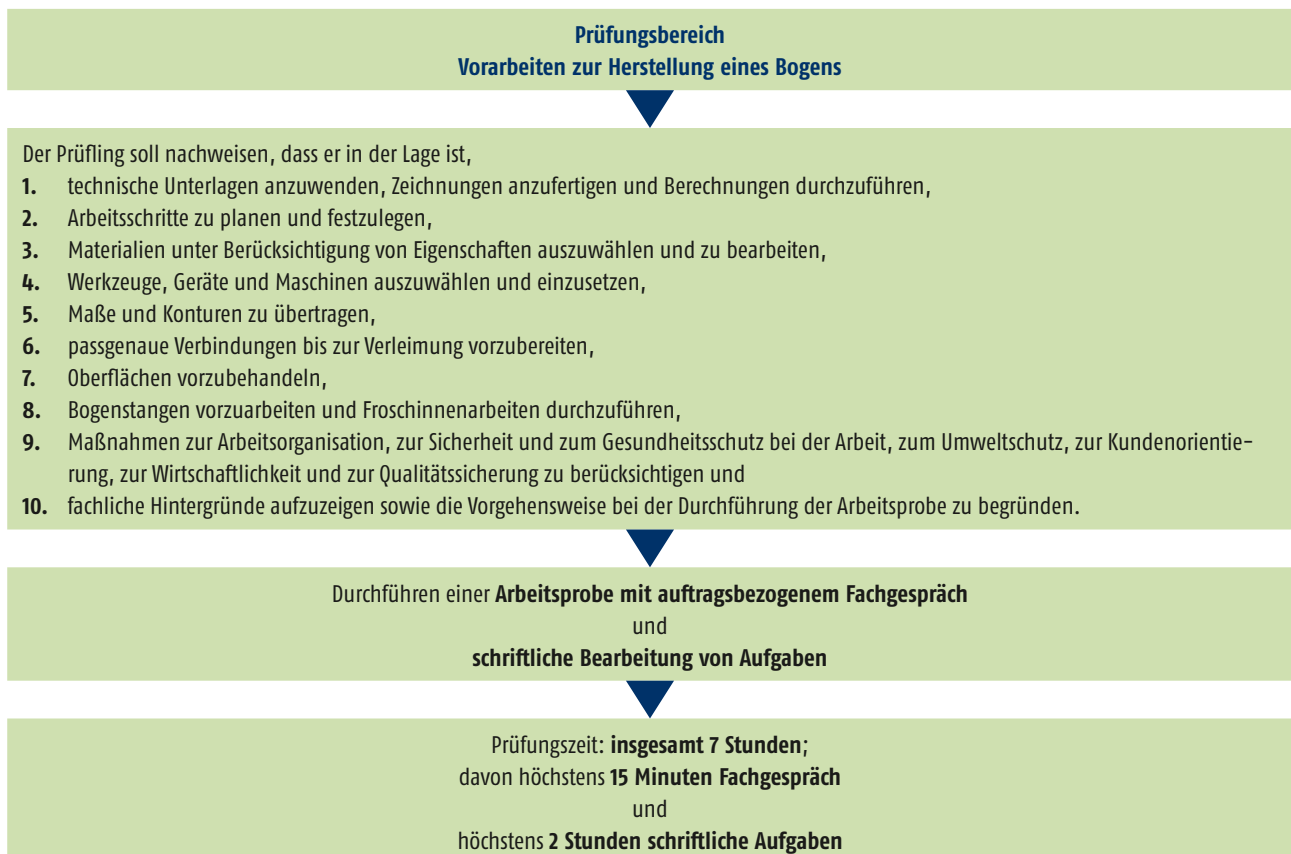 Prüfungsbereich
Vorarbeiten zur Herstellung eines Bogens
Der Prüfling soll nachweisen, dass er in der Lage ist,
1. technische Unterlagen anzuwenden, Zeichnungen anzufertigen und Berechnungen durchzuführen,
2. Arbeitsschritte zu planen und festzulegen,
3. Materialien unter Berücksichtigung von Eigenschaften auszuwählen und zu bearbeiten,
4. Werkzeuge, Geräte und Maschinen auszuwählen und einzusetzen,
5. Maße und Konturen zu übertragen,
6. passgenaue Verbindungen bis zur Verleimung vorzubereiten,
7. Oberflächen vorzubehandeln,
8. Bogenstangen vorzuarbeiten und Froschinnenarbeiten durchzuführen,
9. Maßnahmen zur Arbeitsorganisation, zur Sicherheit und zum Gesundheitsschutz bei der Arbeit, zum Umweltschutz, zur Kundenorientie-
rung, zur Wirtschaftlichkeit und zur Qualitätssicherung zu berücksichtigen und
10. fachliche Hintergründe aufzuzeigen sowie die Vorgehensweise bei der Durchführung der Arbeitsprobe zu begründen.
Durchführen einer Arbeitsprobe mit auftragsbezogenem Fachgespräch
und
schriftliche Bearbeitung von Aufgaben
Prüfungszeit: insgesamt 7 Stunden;
davon höchstens 15 Minuten Fachgespräch
und
höchstens 2 Stunden schriftliche Aufgaben